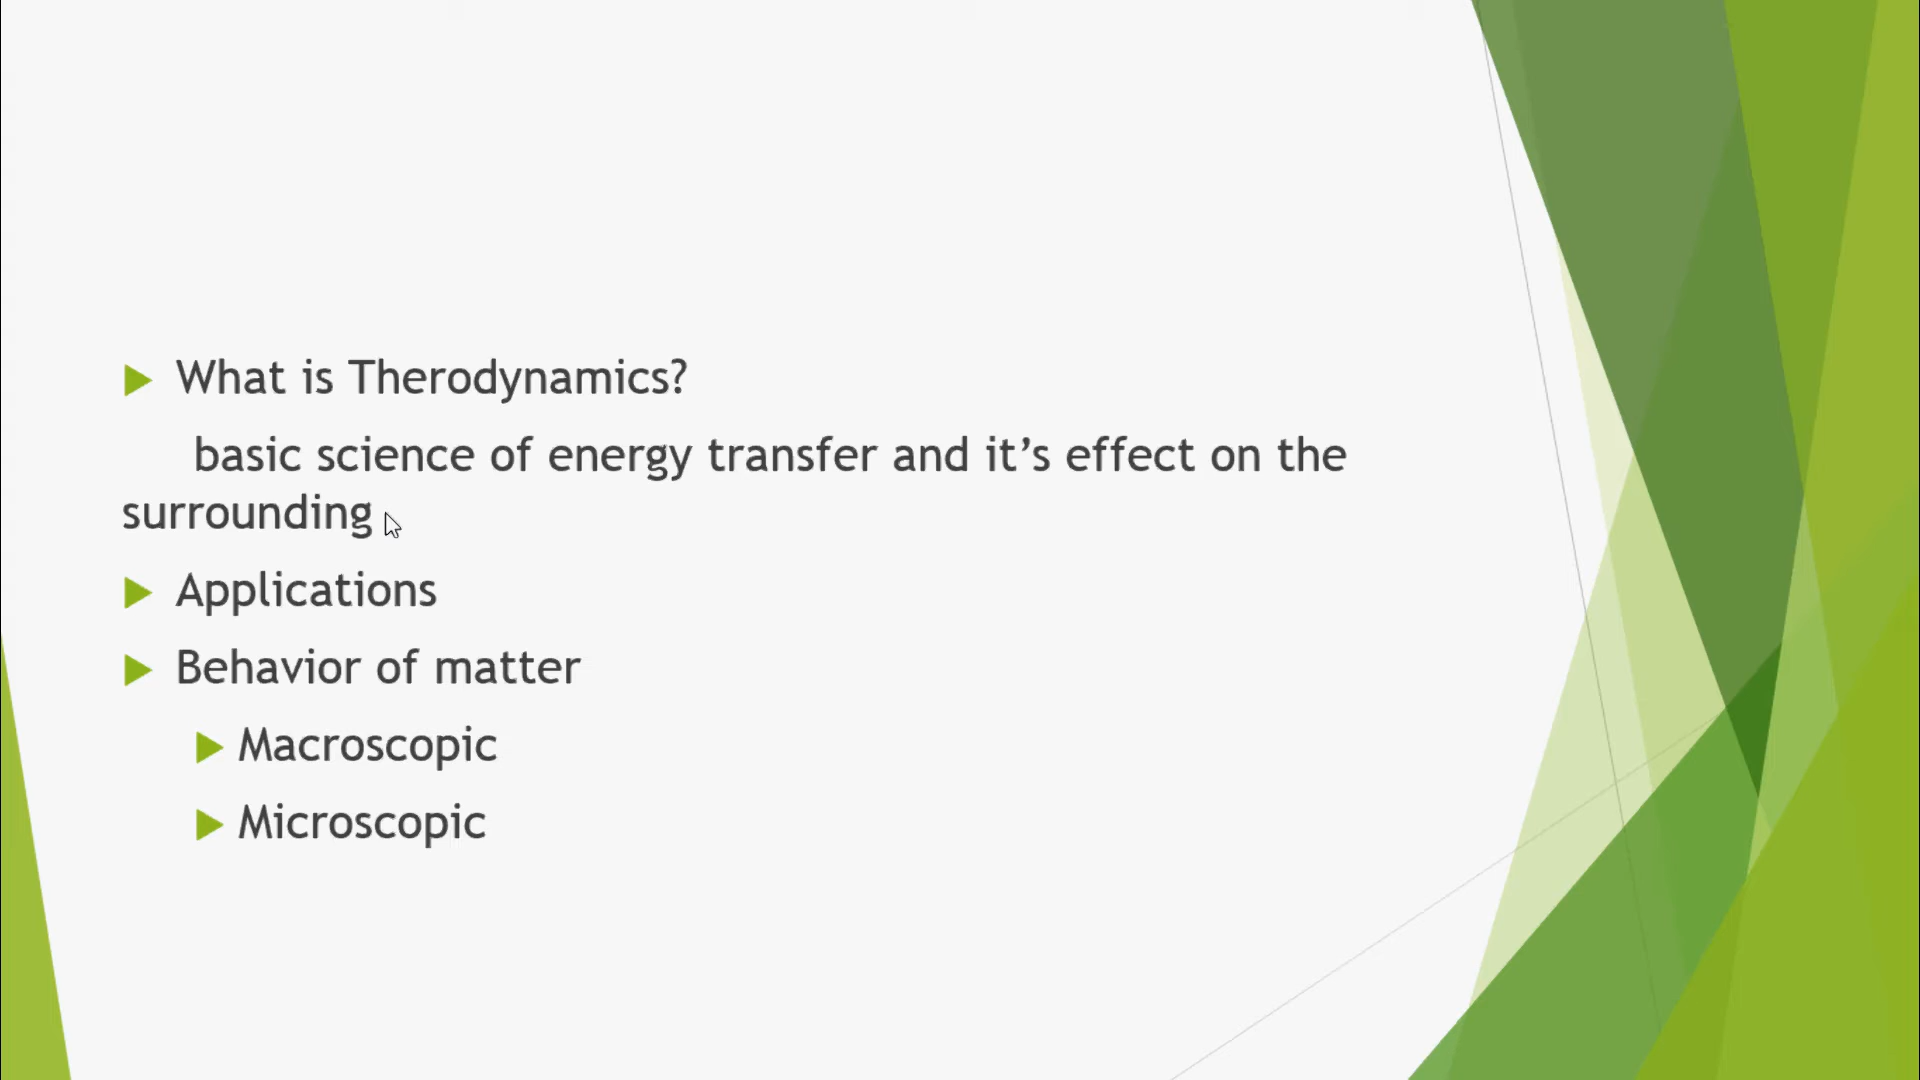 What is Therodynamics?
basic science of energy transfer and it’s effect on the
surrounding
Applications
Behavior of matter
Macroscopic
Microscopic